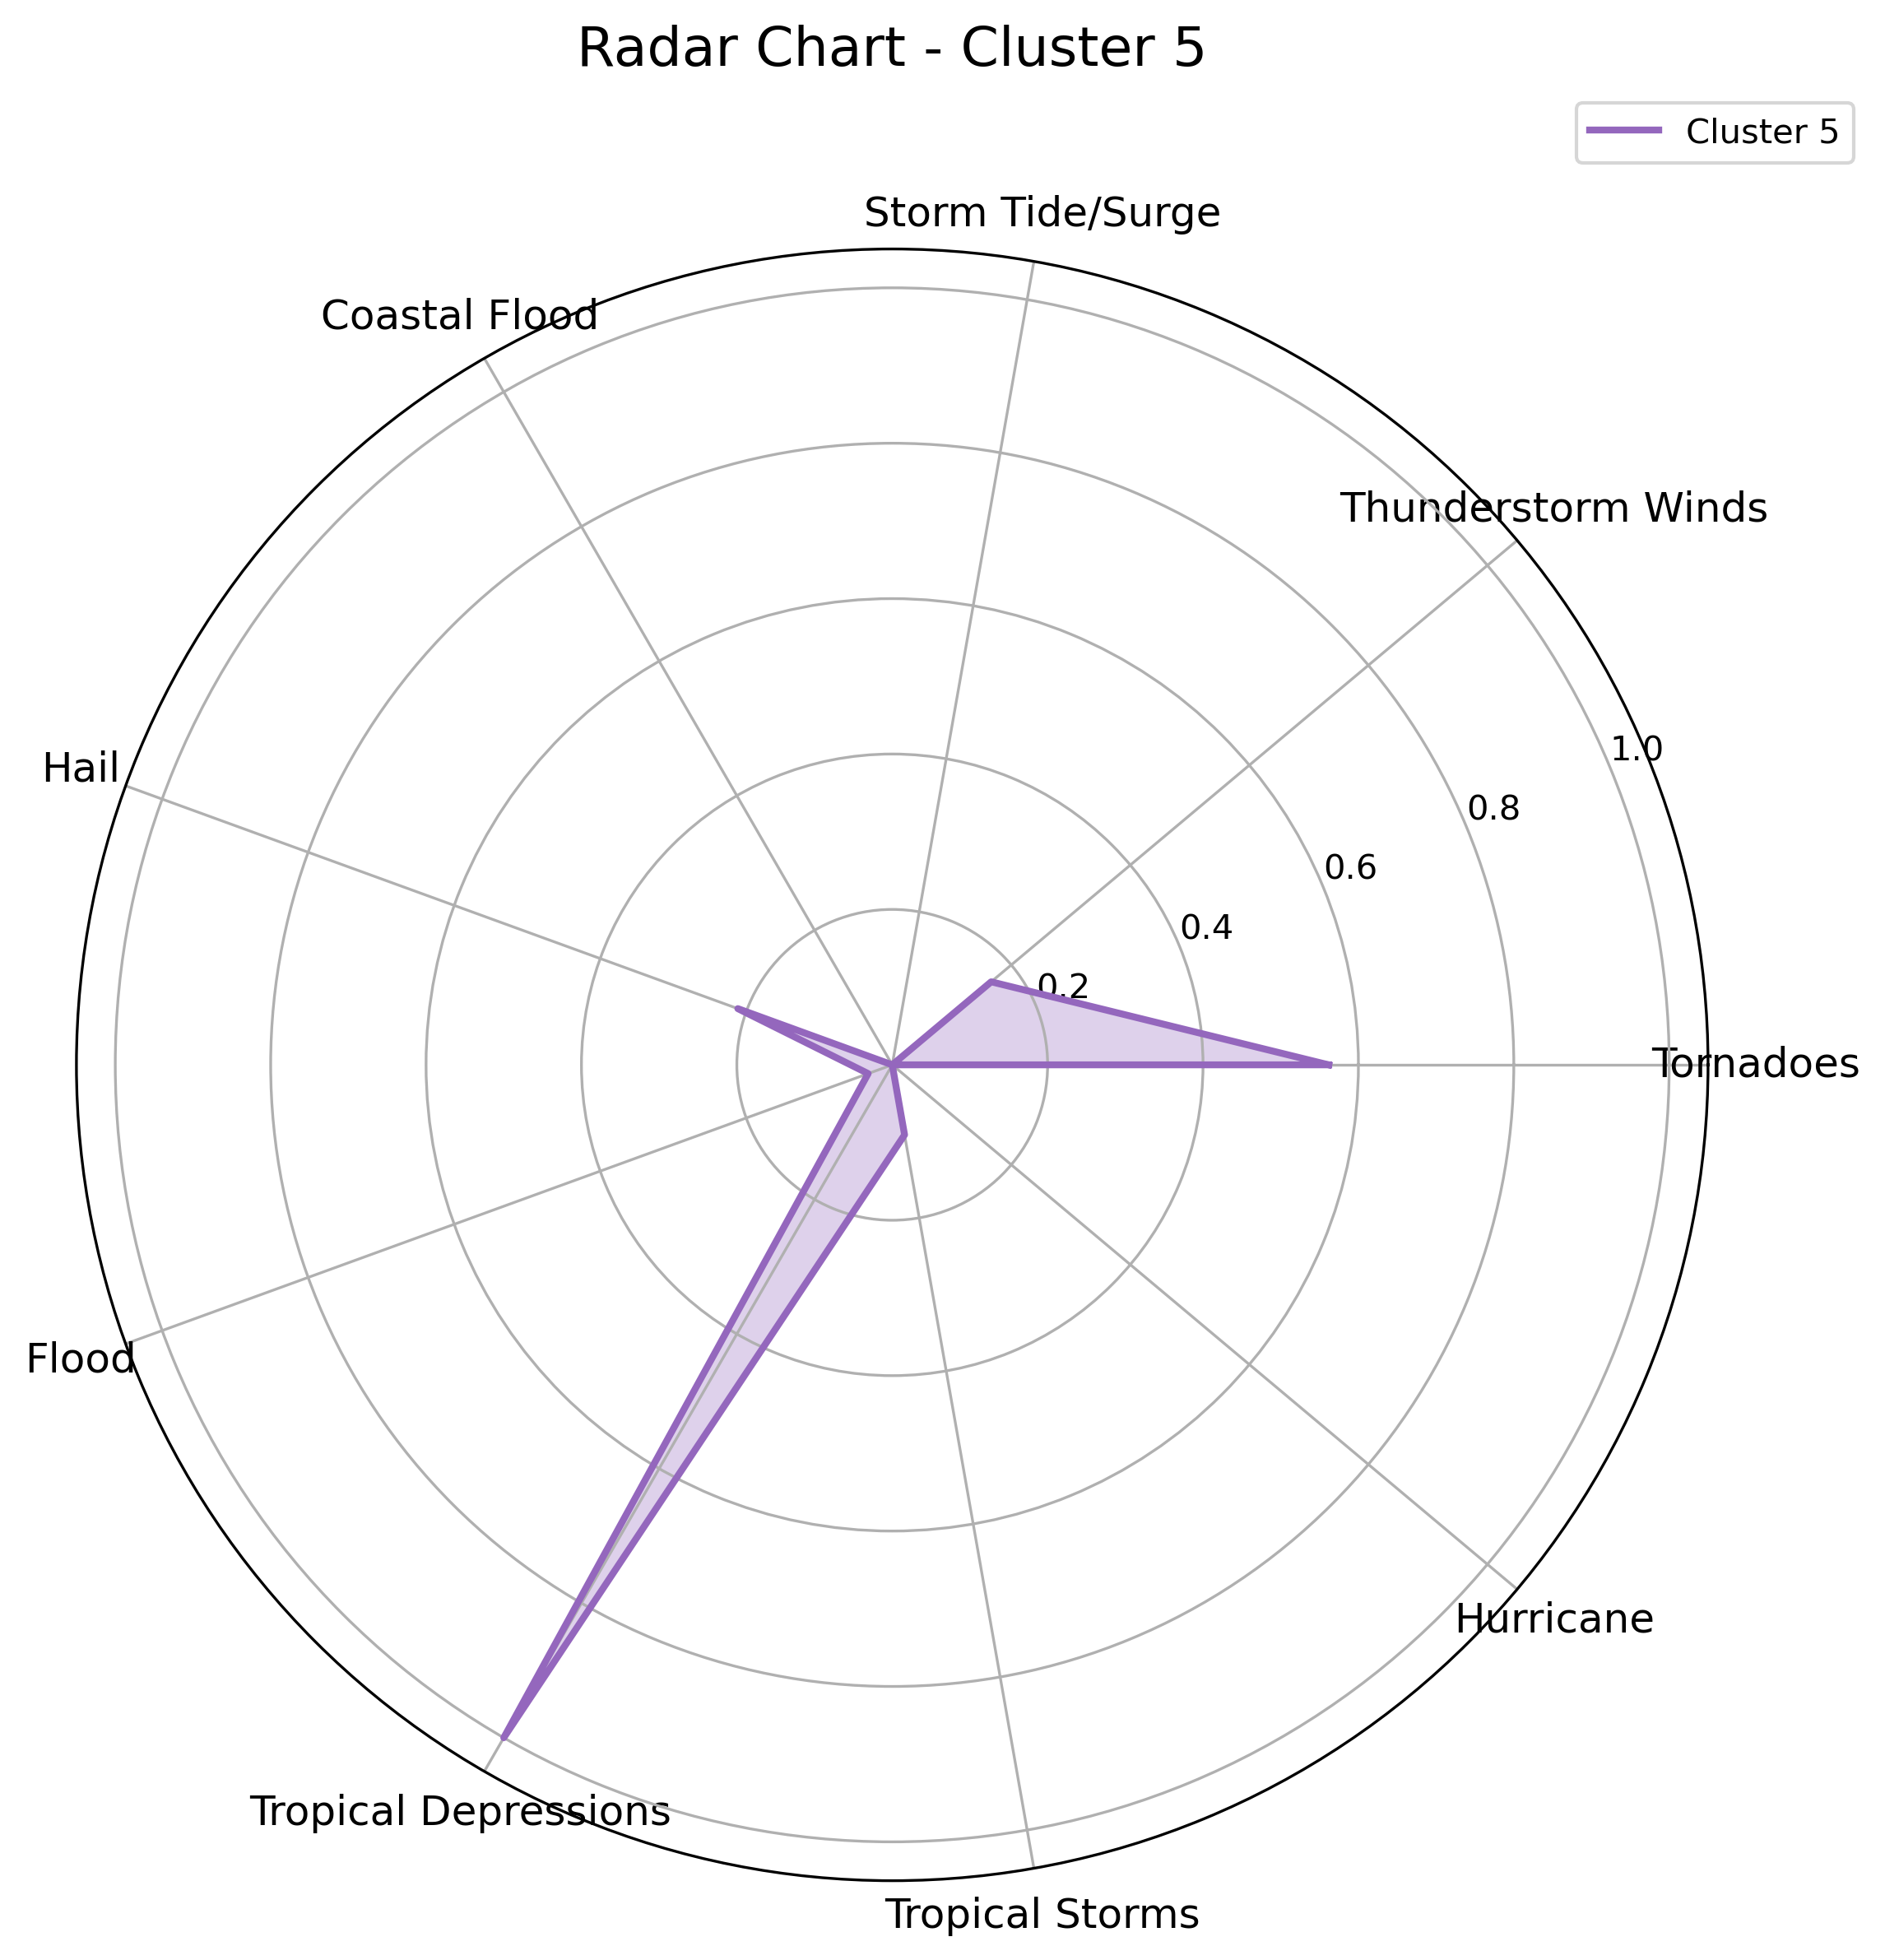 Radar Chart - Cluster 5
Cluster 5
Storm Tide/Surge
Coastal Flood
Thunderstorm Winds
Hail
1.0
0.8
0.6
0.4
0.2
Tornadoes
Flood
Hurricane
Tropical Depressions
Tropical Storms